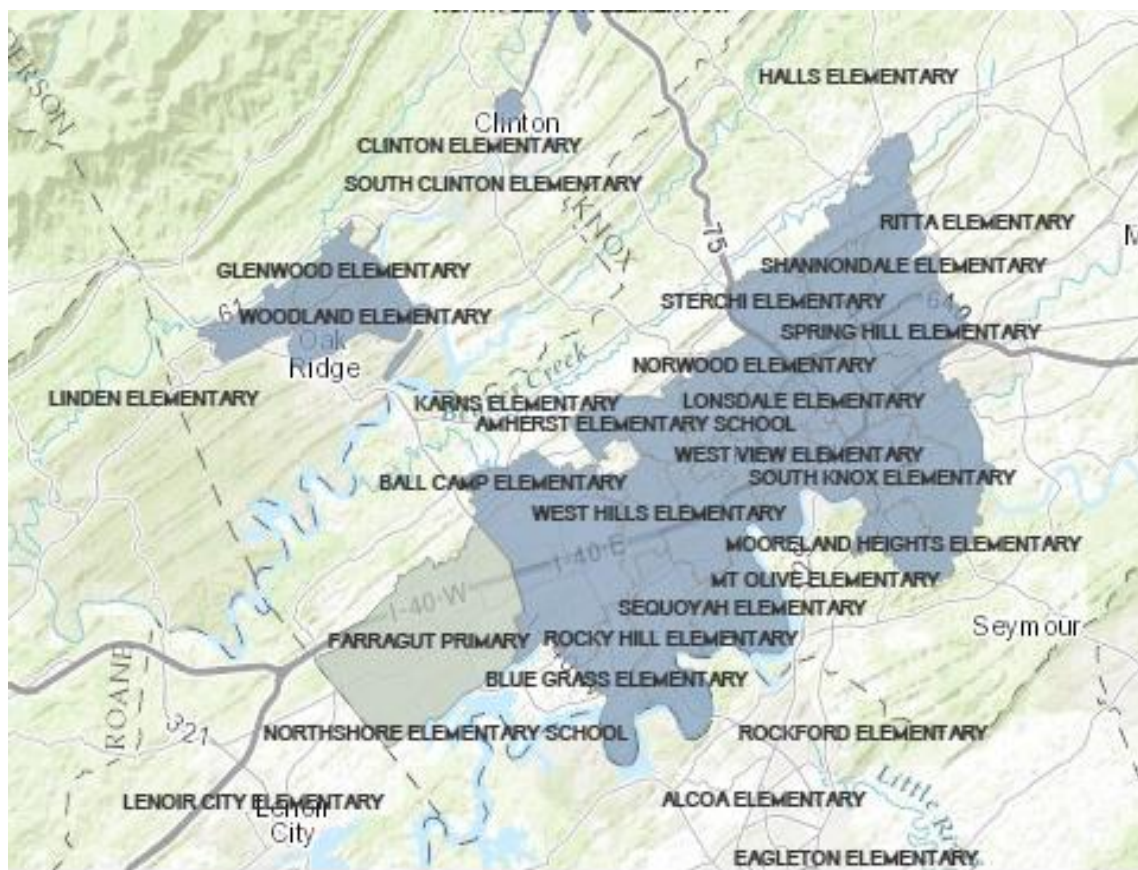 HALLS ELEMENTARY
Clinton
CLINTON ELEMENTARY
SOUTH CLINTON ELEMENTARY
KNOX
RITTA ELEMENTARY
75
GLENWOOD ELEMENTARY
SHANNONDALE ELEMENTARY
61
WOODLAND ELEMENTARY
STERCHI ELEMENTARY
SPRING HILL ELEMENTARY
Oak
Ridge
NORWOOD ELEMENTARY
LINDEN ELEMENTARY
KARNS ELEMENTARY
Creek
LONSDALE ELEMENTARY
AMHERST ELEMENTARY SCHOOL
WEST VIEW ELEMENTARY
BALL CAMP ELEMENTARY
SOUTH KNOX ELEMENTARY
WEST HILLS ELEMENTARY
I-40 E
MOORELAND HEIGHTS ELEMENTARY
I-40 W
MT OLIVE ELEMENTARY
SEQUOYAH ELEMENTARY
Seymour
FARRAGUT PRIMARY
ROCKY HILL ELEMENTARY
BLUE GRASS ELEMENTARY
ROANE
321
NORTHSHORE ELEMENTARY SCHOOL
ROCKFORD ELEMENTARY
LENOIR CITY ELEMENTARY
Lenoir
City
ALCOA ELEMENTARY
Little
EAGLETON ELEMENTARY